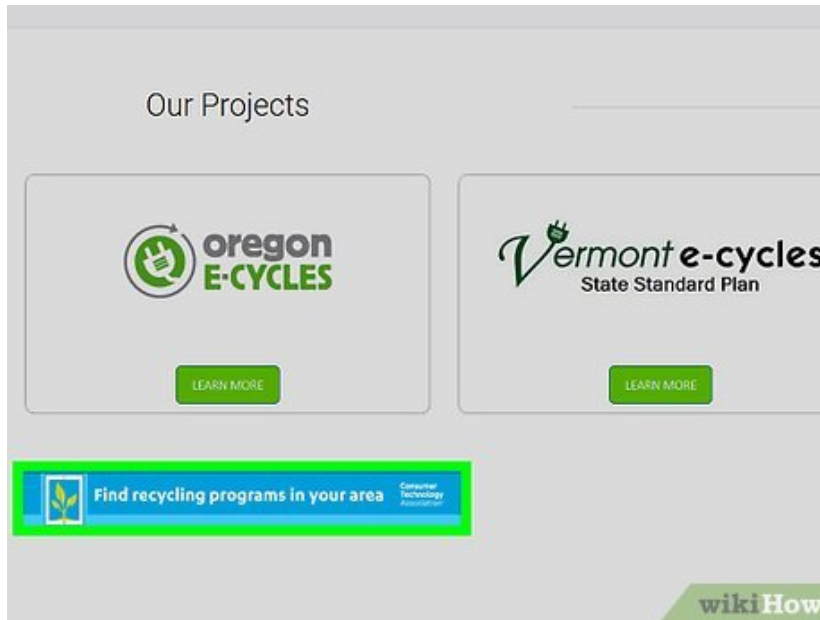 Our Projects
oregon
E-CYCLES
LEARN MORE
Vermont e-cycles
State Standard Plan
LEARN MORE
Find recycling programs in your area
Consumer
Technology
Association
wikiHow